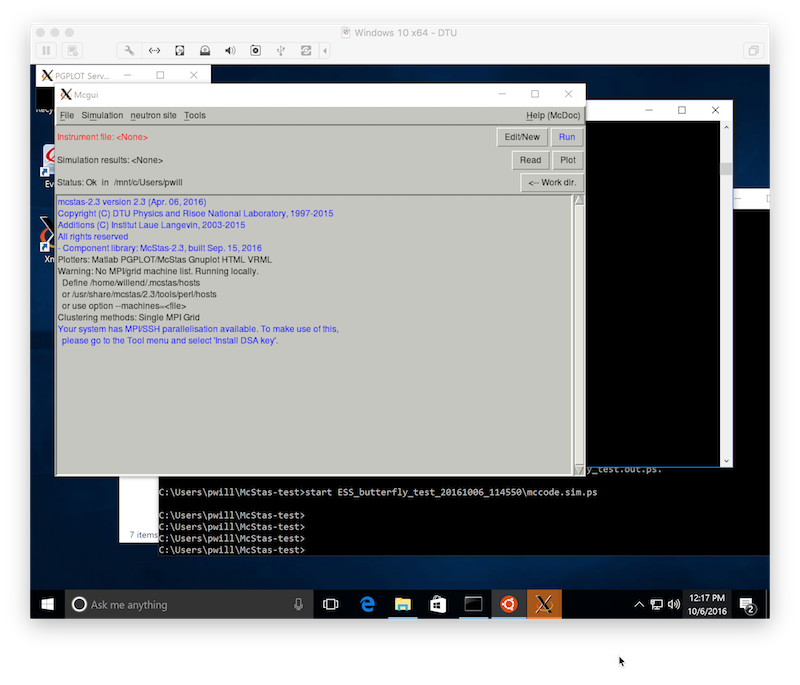 Windows 10 x64 - DTU
PGPLOT Serv...
Mcgui
File Simulation neutron site Tools Help (McDoc)
Instrument file: <None> Edit/New Run
Simulation results: <None> Read Plot
Status: Ok in /mnt/c/Users/pwill <-- Work dir.
mcstas-2.3 version 2.3 (Apr. 06, 2016)
Copyright (C) DTU Physics and Risoe National Laboratory, 1997-2015
Additions (C) Institut Laue Langevin, 2003-2015
All rights reserved
- Component library: McStas-2.3, built Sep. 15, 2016
Plotters: Matlab PGPLOT/McStas Gnuplot HTML VRML
Warning: No MPI/grid machine list. Running locally.
Define /home/willend/.mcstas/hosts
or /usr/share/mcstas/2.3/tools/perl/hosts
or use option --machines=<file>
Clustering methods: Single MPI Grid
Your system has MPI/SSH parallelisation available. To make use of this,
please go to the Tool menu and select 'Install DSA key'.
y_test.out.ps.
C:\Users\pwill\McStas-test>start ESS_butterfly_test_20161006_114550\mccode.sim.ps
C:\Users\pwill\McStas-test>
C:\Users\pwill\McStas-test>
C:\Users\pwill\McStas-test>
C:\Users\pwill\McStas-test>
7 items
Ask me anything
12:17 PM
10/6/2016
2